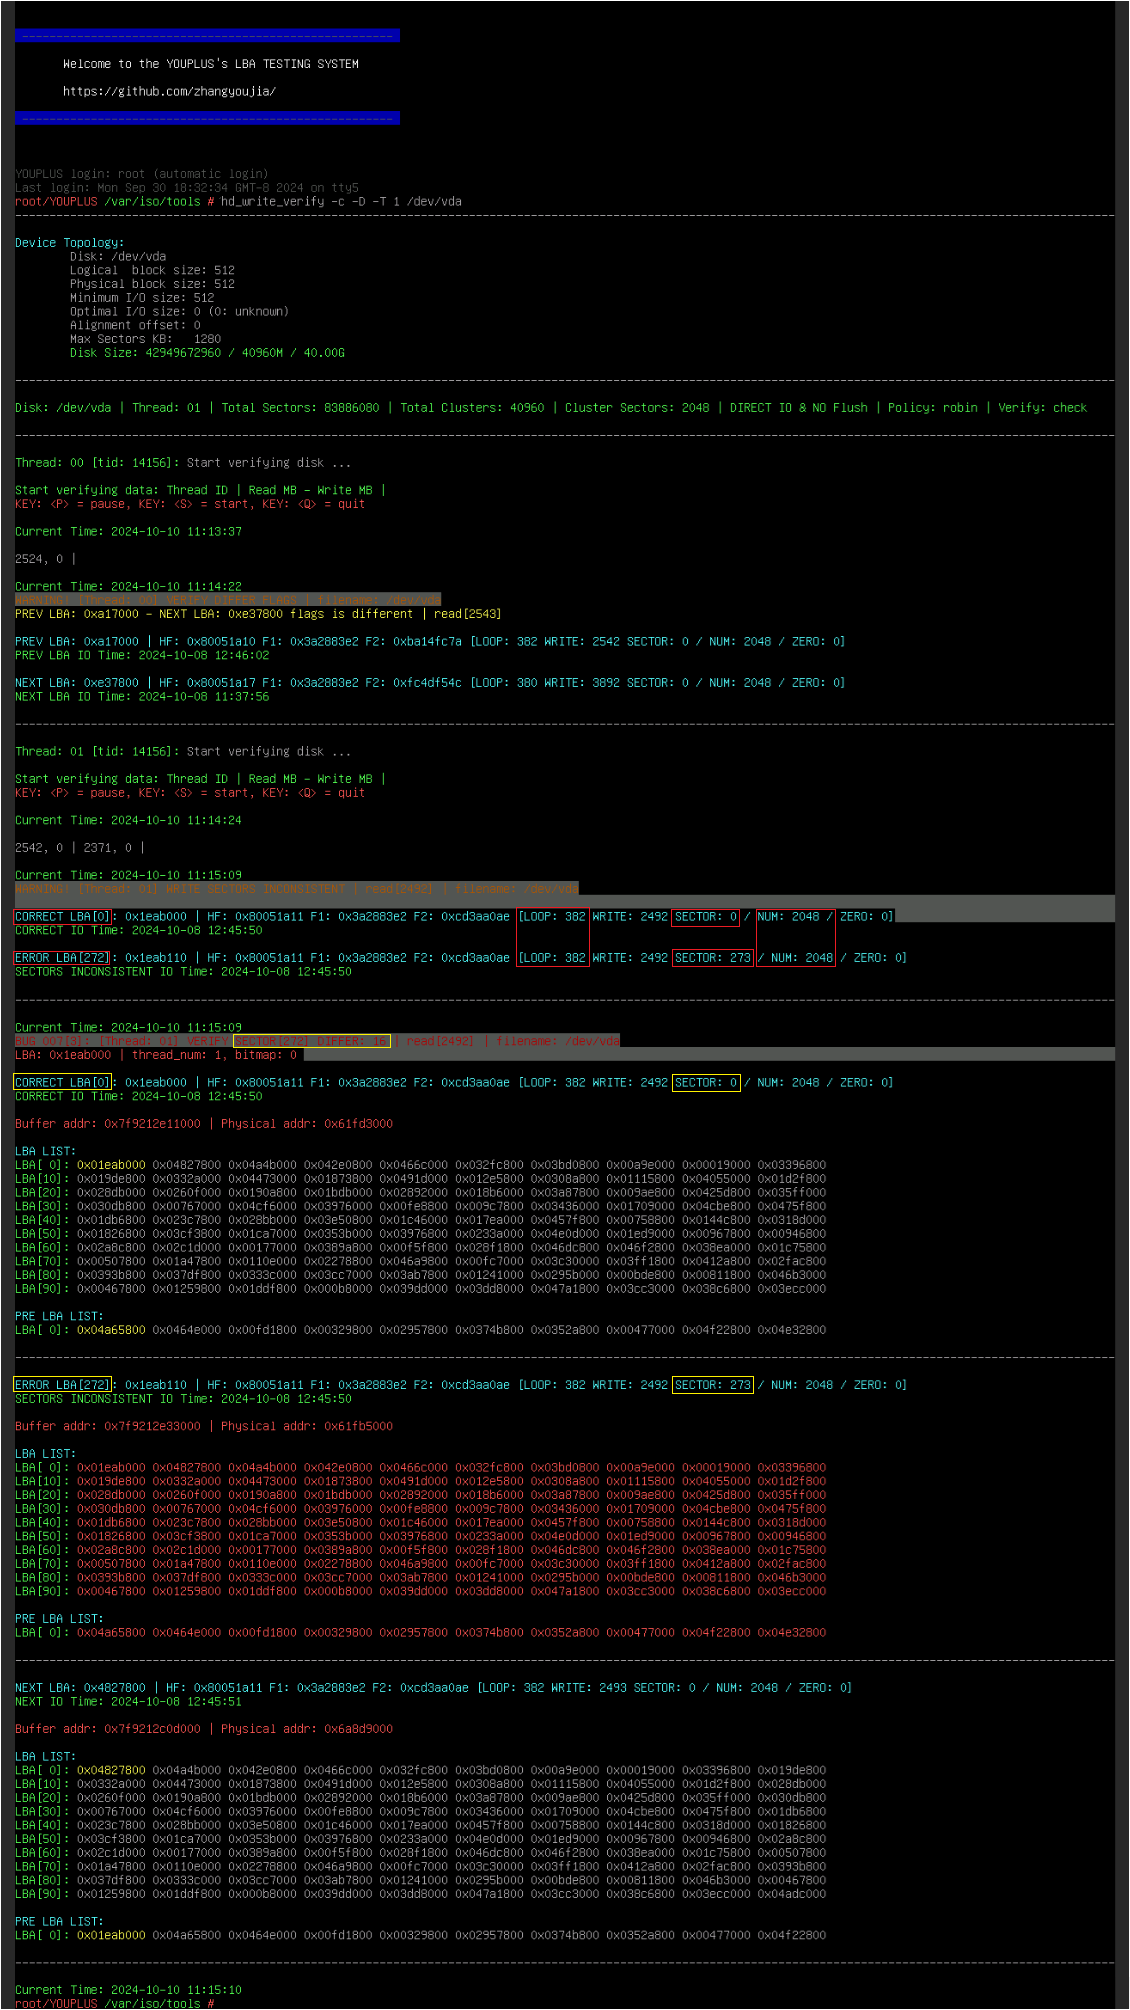 --------------------------------------------------------
Welcome to the YOUPLUS's LBA TESTING SYSTEM
https://github.com/zhangyoujia/
--------------------------------------------------------
YOUPLUS login: root (automatic login)
Last login: Mon Sep 30 18:32:34 GMT-8 2024 on tty5
root/YOUPLUS /var/iso/tools # hd_write_verify -c -D -T 1 /dev/vda
Device Topology:
Disk: /dev/vda
Logical  block size: 512
Physical block size: 512
Minimum I/O size: 512
Optimal I/O size: 0 (0: unknown)
Alignment offset: 0
Max Sectors KB:   1280
Disk Size: 42949672960 / 40960M / 40.00G
Disk: /dev/vda | Thread: 01 | Total Sectors: 83886080 | Total Clusters: 40960 | Cluster Sectors: 2048 | DIRECT IO & NO Flush | Policy: robin | Verify: check
Thread: 00 [tid: 14156]: Start verifying disk ...
Start verifying data: Thread ID | Read MB - Write MB |
KEY: <P> = pause, KEY: <S> = start, KEY: <Q> = quit
Current Time: 2024-10-10 11:13:37
2524, 0 |
Current Time: 2024-10-10 11:14:22
WARNING! [Thread: 00] VERIFY DIFFER FLAGS | filename: /dev/vda
PREV LBA: 0xa17000 - NEXT LBA: 0xe37800 flags is different | read[2543]
PREV LBA: 0xa17000 | HF: 0x80051a10 F1: 0x3a2883e2 F2: 0xba14fc7a [LOOP: 382 WRITE: 2542 SECTOR: 0 / NUM: 2048 / ZERO: 0]
PREV LBA IO Time: 2024-10-08 12:46:02
NEXT LBA: 0xe37800 | HF: 0x80051a17 F1: 0x3a2883e2 F2: 0xfc4df54c [LOOP: 380 WRITE: 3892 SECTOR: 0 / NUM: 2048 / ZERO: 0]
NEXT LBA IO Time: 2024-10-08 11:37:56
Thread: 01 [tid: 14156]: Start verifying disk ...
Start verifying data: Thread ID | Read MB - Write MB |
KEY: <P> = pause, KEY: <S> = start, KEY: <Q> = quit
Current Time: 2024-10-10 11:14:24
2542, 0 | 2371, 0 |
Current Time: 2024-10-10 11:15:09
WARNING! [Thread: 01] WRITE SECTORS INCONSISTENT | read[2492] | filename: /dev/vda
CORRECT LBA[0]: 0x1eab000 | HF: 0x80051a11 F1: 0x3a2883e2 F2: 0xcd3aa0ae [LOOP: 382 WRITE: 2492 SECTOR: 0 / NUM: 2048 / ZERO: 0]
CORRECT IO Time: 2024-10-08 12:45:50
ERROR LBA[272]: 0x1eab110 | HF: 0x80051a11 F1: 0x3a2883e2 F2: 0xcd3aa0ae [LOOP: 382 WRITE: 2492 SECTOR: 273 / NUM: 2048 / ZERO: 0]
SECTORS INCONSISTENT IO Time: 2024-10-08 12:45:50
Current Time: 2024-10-10 11:15:09
BUG 007[3]: [Thread: 01] VERIFY SECTOR[272] DIFFER: 16 | read[2492] | filename: /dev/vda
LBA: 0x1eab000 | thread_num: 1, bitmap: 0
CORRECT LBA[0]: 0x1eab000 | HF: 0x80051a11 F1: 0x3a2883e2 F2: 0xcd3aa0ae [LOOP: 382 WRITE: 2492 SECTOR: 0 / NUM: 2048 / ZERO: 0]
CORRECT IO Time: 2024-10-08 12:45:50
Buffer addr: 0x7f9212e11000 | Physical addr: 0x61fd3000
LBA LIST:
LBA[ 0]: 0x01eab000 0x04827800 0x04a4b000 0x042e0800 0x0466c000 0x032fc800 0x03bd0800 0x00a9e000 0x00019000 0x03396800
LBA[10]: 0x019de800 0x0332a000 0x04473000 0x01873800 0x0491d000 0x012e5800 0x0308a800 0x01115800 0x04055000 0x01d2f800
LBA[20]: 0x028db000 0x0260f000 0x0190a800 0x01bdb000 0x02892000 0x018b6000 0x03a87800 0x009ae800 0x0425d800 0x035ff000
LBA[30]: 0x030db800 0x00767000 0x04cf6000 0x03976000 0x00fe8800 0x009c7800 0x03436000 0x01709000 0x04cbe800 0x0475f800
LBA[40]: 0x01db6800 0x023c7800 0x028bb000 0x03e50800 0x01c46000 0x017ea000 0x0457f800 0x00758800 0x0144c800 0x0318d000
LBA[50]: 0x01826800 0x03cf3800 0x01ca7000 0x0353b000 0x03976800 0x0233a000 0x04e0d000 0x01ed9000 0x00967800 0x00946800
LBA[60]: 0x02a8c800 0x02c1d000 0x00177000 0x0389a800 0x00f5f800 0x028f1800 0x046dc800 0x046f2800 0x038ea000 0x01c75800
LBA[70]: 0x00507800 0x01a47800 0x0110e000 0x02278800 0x046a9800 0x00fc7000 0x03c30000 0x03ff1800 0x0412a800 0x02fac800
LBA[80]: 0x0393b800 0x037df800 0x0333c000 0x03cc7000 0x03ab7800 0x01241000 0x0295b000 0x00bde800 0x00811800 0x046b3000
LBA[90]: 0x00467800 0x01259800 0x01ddf800 0x000b8000 0x039dd000 0x03dd8000 0x047a1800 0x03cc3000 0x038c6800 0x03ecc000
PRE LBA LIST:
LBA[ 0]: 0x04a65800 0x0464e000 0x00fd1800 0x00329800 0x02957800 0x0374b800 0x0352a800 0x00477000 0x04f22800 0x04e32800
ERROR LBA[272]: 0x1eab110 | HF: 0x80051a11 F1: 0x3a2883e2 F2: 0xcd3aa0ae [LOOP: 382 WRITE: 2492 SECTOR: 273 / NUM: 2048 / ZERO: 0]
SECTORS INCONSISTENT IO Time: 2024-10-08 12:45:50
Buffer addr: 0x7f9212e33000 | Physical addr: 0x61fb5000
LBA LIST:
LBA[ 0]: 0x01eab000 0x04827800 0x04a4b000 0x042e0800 0x0466c000 0x032fc800 0x03bd0800 0x00a9e000 0x00019000 0x03396800
LBA[10]: 0x019de800 0x0332a000 0x04473000 0x01873800 0x0491d000 0x012e5800 0x0308a800 0x01115800 0x04055000 0x01d2f800
LBA[20]: 0x028db000 0x0260f000 0x0190a800 0x01bdb000 0x02892000 0x018b6000 0x03a87800 0x009ae800 0x0425d800 0x035ff000
LBA[30]: 0x030db800 0x00767000 0x04cf6000 0x03976000 0x00fe8800 0x009c7800 0x03436000 0x01709000 0x04cbe800 0x0475f800
LBA[40]: 0x01db6800 0x023c7800 0x028bb000 0x03e50800 0x01c46000 0x017ea000 0x0457f800 0x00758800 0x0144c800 0x0318d000
LBA[50]: 0x01826800 0x03cf3800 0x01ca7000 0x0353b000 0x03976800 0x0233a000 0x04e0d000 0x01ed9000 0x00967800 0x00946800
LBA[60]: 0x02a8c800 0x02c1d000 0x00177000 0x0389a800 0x00f5f800 0x028f1800 0x046dc800 0x046f2800 0x038ea000 0x01c75800
LBA[70]: 0x00507800 0x01a47800 0x0110e000 0x02278800 0x046a9800 0x00fc7000 0x03c30000 0x03ff1800 0x0412a800 0x02fac800
LBA[80]: 0x0393b800 0x037df800 0x0333c000 0x03cc7000 0x03ab7800 0x01241000 0x0295b000 0x00bde800 0x00811800 0x046b3000
LBA[90]: 0x00467800 0x01259800 0x01ddf800 0x000b8000 0x039dd000 0x03dd8000 0x047a1800 0x03cc3000 0x038c6800 0x03ecc000
PRE LBA LIST:
LBA[ 0]: 0x04a65800 0x0464e000 0x00fd1800 0x00329800 0x02957800 0x0374b800 0x0352a800 0x00477000 0x04f22800 0x04e32800
NEXT LBA: 0x4827800 | HF: 0x80051a11 F1: 0x3a2883e2 F2: 0xcd3aa0ae [LOOP: 382 WRITE: 2493 SECTOR: 0 / NUM: 2048 / ZERO: 0]
NEXT IO Time: 2024-10-08 12:45:51
Buffer addr: 0x7f9212c0d000 | Physical addr: 0x6a8d9000
LBA LIST:
LBA[ 0]: 0x04827800 0x04a4b000 0x042e0800 0x0466c000 0x032fc800 0x03bd0800 0x00a9e000 0x00019000 0x03396800 0x019de800
LBA[10]: 0x0332a000 0x04473000 0x01873800 0x0491d000 0x012e5800 0x0308a800 0x01115800 0x04055000 0x01d2f800 0x028db000
LBA[20]: 0x0260f000 0x0190a800 0x01bdb000 0x02892000 0x018b6000 0x03a87800 0x009ae800 0x0425d800 0x035ff000 0x030db800
LBA[30]: 0x00767000 0x04cf6000 0x03976000 0x00fe8800 0x009c7800 0x03436000 0x01709000 0x04cbe800 0x0475f800 0x01db6800
LBA[40]: 0x023c7800 0x028bb000 0x03e50800 0x01c46000 0x017ea000 0x0457f800 0x00758800 0x0144c800 0x0318d000 0x01826800
LBA[50]: 0x03cf3800 0x01ca7000 0x0353b000 0x03976800 0x0233a000 0x04e0d000 0x01ed9000 0x00967800 0x00946800 0x02a8c800
LBA[60]: 0x02c1d000 0x00177000 0x0389a800 0x00f5f800 0x028f1800 0x046dc800 0x046f2800 0x038ea000 0x01c75800 0x00507800
LBA[70]: 0x01a47800 0x0110e000 0x02278800 0x046a9800 0x00fc7000 0x03c30000 0x03ff1800 0x0412a800 0x02fac800 0x0393b800
LBA[80]: 0x037df800 0x0333c000 0x03cc7000 0x03ab7800 0x01241000 0x0295b000 0x00bde800 0x00811800 0x046b3000 0x00467800
LBA[90]: 0x01259800 0x01ddf800 0x000b8000 0x039dd000 0x03dd8000 0x047a1800 0x03cc3000 0x038c6800 0x03ecc000 0x04adc000
PRE LBA LIST:
LBA[ 0]: 0x01eab000 0x04a65800 0x0464e000 0x00fd1800 0x00329800 0x02957800 0x0374b800 0x0352a800 0x00477000 0x04f22800
Current Time: 2024-10-10 11:15:10
root/YOUPLUS /var/iso/tools #